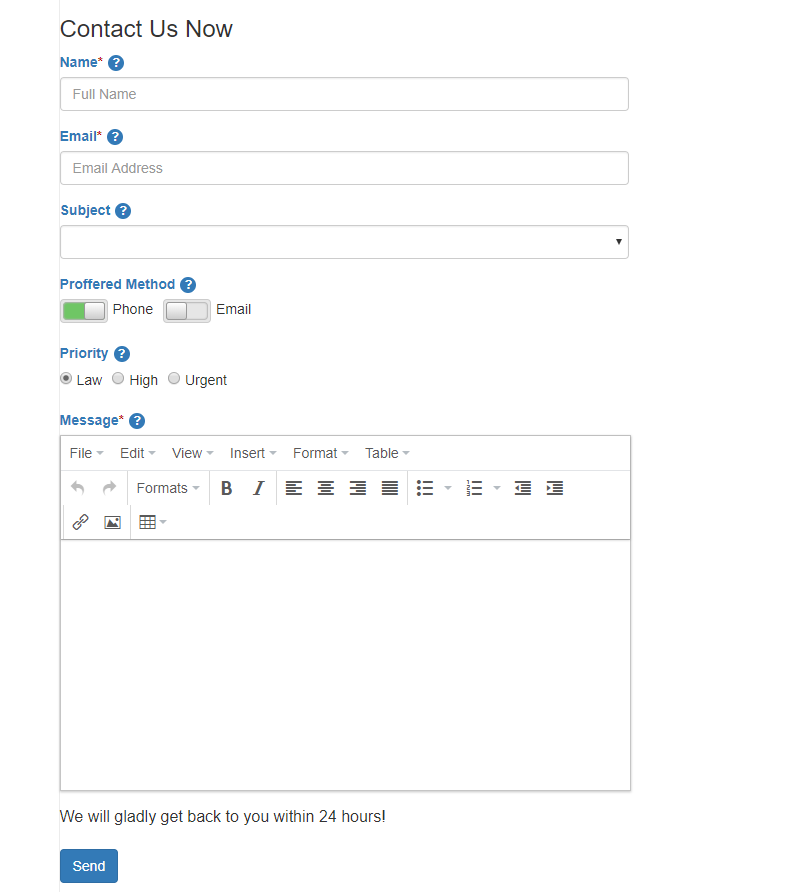 Contact Us Now
Name* ?
Full Name
Email* ?
Email Address
Subject ?
Proffered Method ?
Phone Email
Priority ?
Law High Urgent
Message* ?
File Edit View Insert Format Table
Formats B I
We will gladly get back to you within 24 hours!
Send